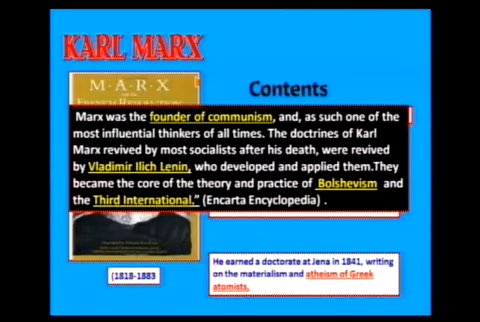 KARL MARX
M·A·R·X
Contents
Marx was the founder of communism, and, as such one of the
most influential thinkers of all times. The doctrines of Karl
Marx revived by most socialists after his death, were revived
by Vladimir Ilich Lenin, who developed and applied them.They
became the core of the theory and practice of Bolshevism and
the Third International." (Encarta Encyclopedia) .
(1818-1883
He earned a doctorate at Jena in 1841, writing
on the materialism and atheism of Greek
atomists.